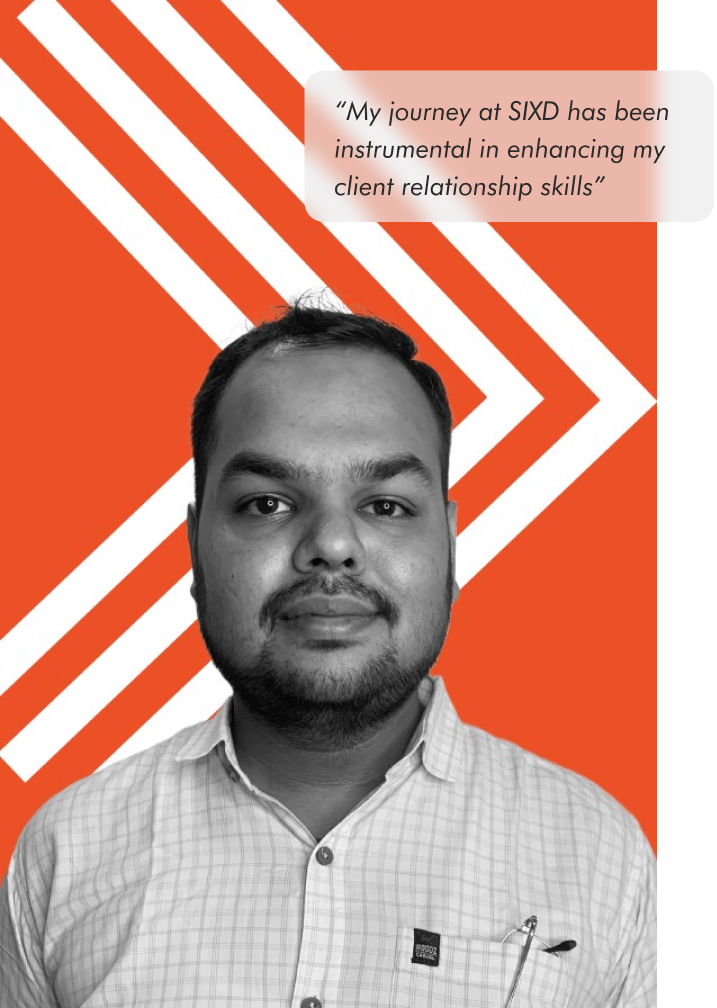 “My journey at SIXD has been
instrumental in enhancing my
client relationship skills”